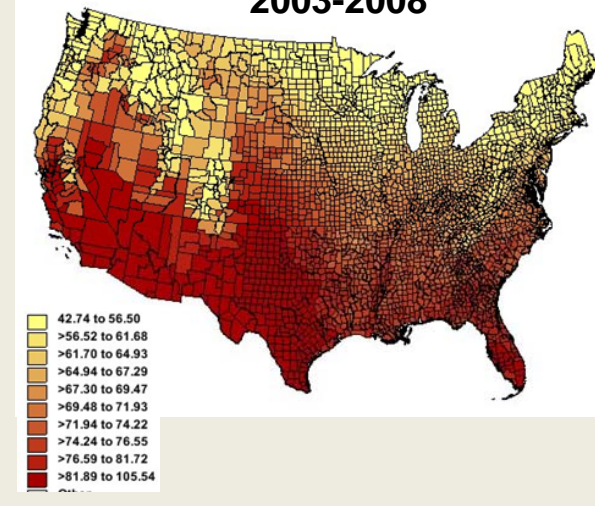 2003-2008
42.74 to 56.50
>56.52 to 61.68
>61.70 to 64.93
>64.94 to 67.29
>67.30 to 69.47
>69.48 to 71.93
>71.94 to 74.22
>74.24 to 76.55
>76.59 to 81.72
>81.89 to 105.54